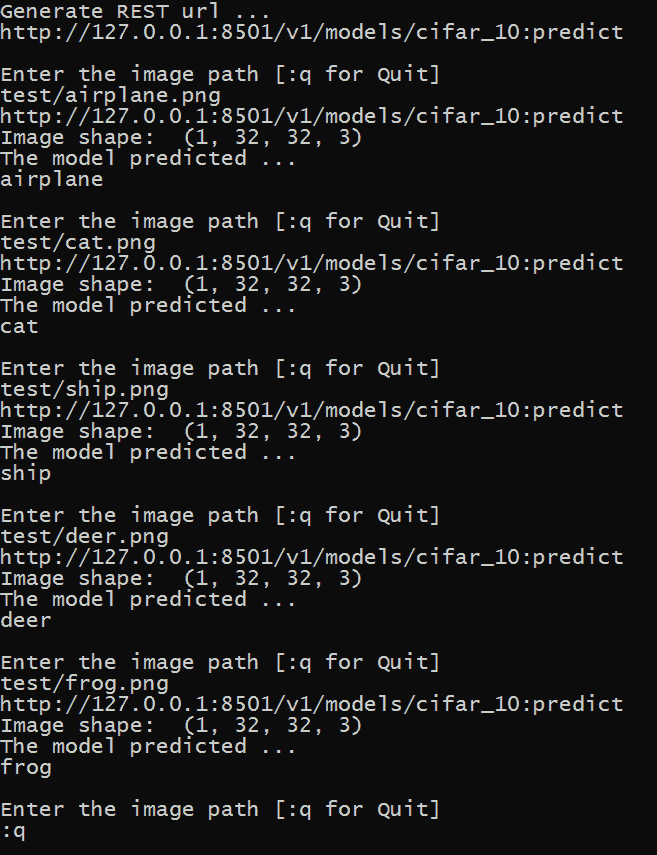 Generate REST url ...
http://127.0.0.1:8501/v1/models/cifar_10:predict
Enter the image path [:q for Quit]
test/airplane.png
http://127.0.0.1:8501/v1/models/cifar_10:predict
Image shape:  (1, 32, 32, 3)
The model predicted ...
airplane
Enter the image path [:q for Quit]
test/cat.png
http://127.0.0.1:8501/v1/models/cifar_10:predict
Image shape:  (1, 32, 32, 3)
The model predicted ...
cat
Enter the image path [:q for Quit]
test/ship.png
http://127.0.0.1:8501/v1/models/cifar_10:predict
Image shape:  (1, 32, 32, 3)
The model predicted ...
ship
Enter the image path [:q for Quit]
test/deer.png
http://127.0.0.1:8501/v1/models/cifar_10:predict
Image shape:  (1, 32, 32, 3)
The model predicted ...
deer
Enter the image path [:q for Quit]
test/frog.png
http://127.0.0.1:8501/v1/models/cifar_10:predict
Image shape:  (1, 32, 32, 3)
The model predicted ...
frog
Enter the image path [:q for Quit]
:q